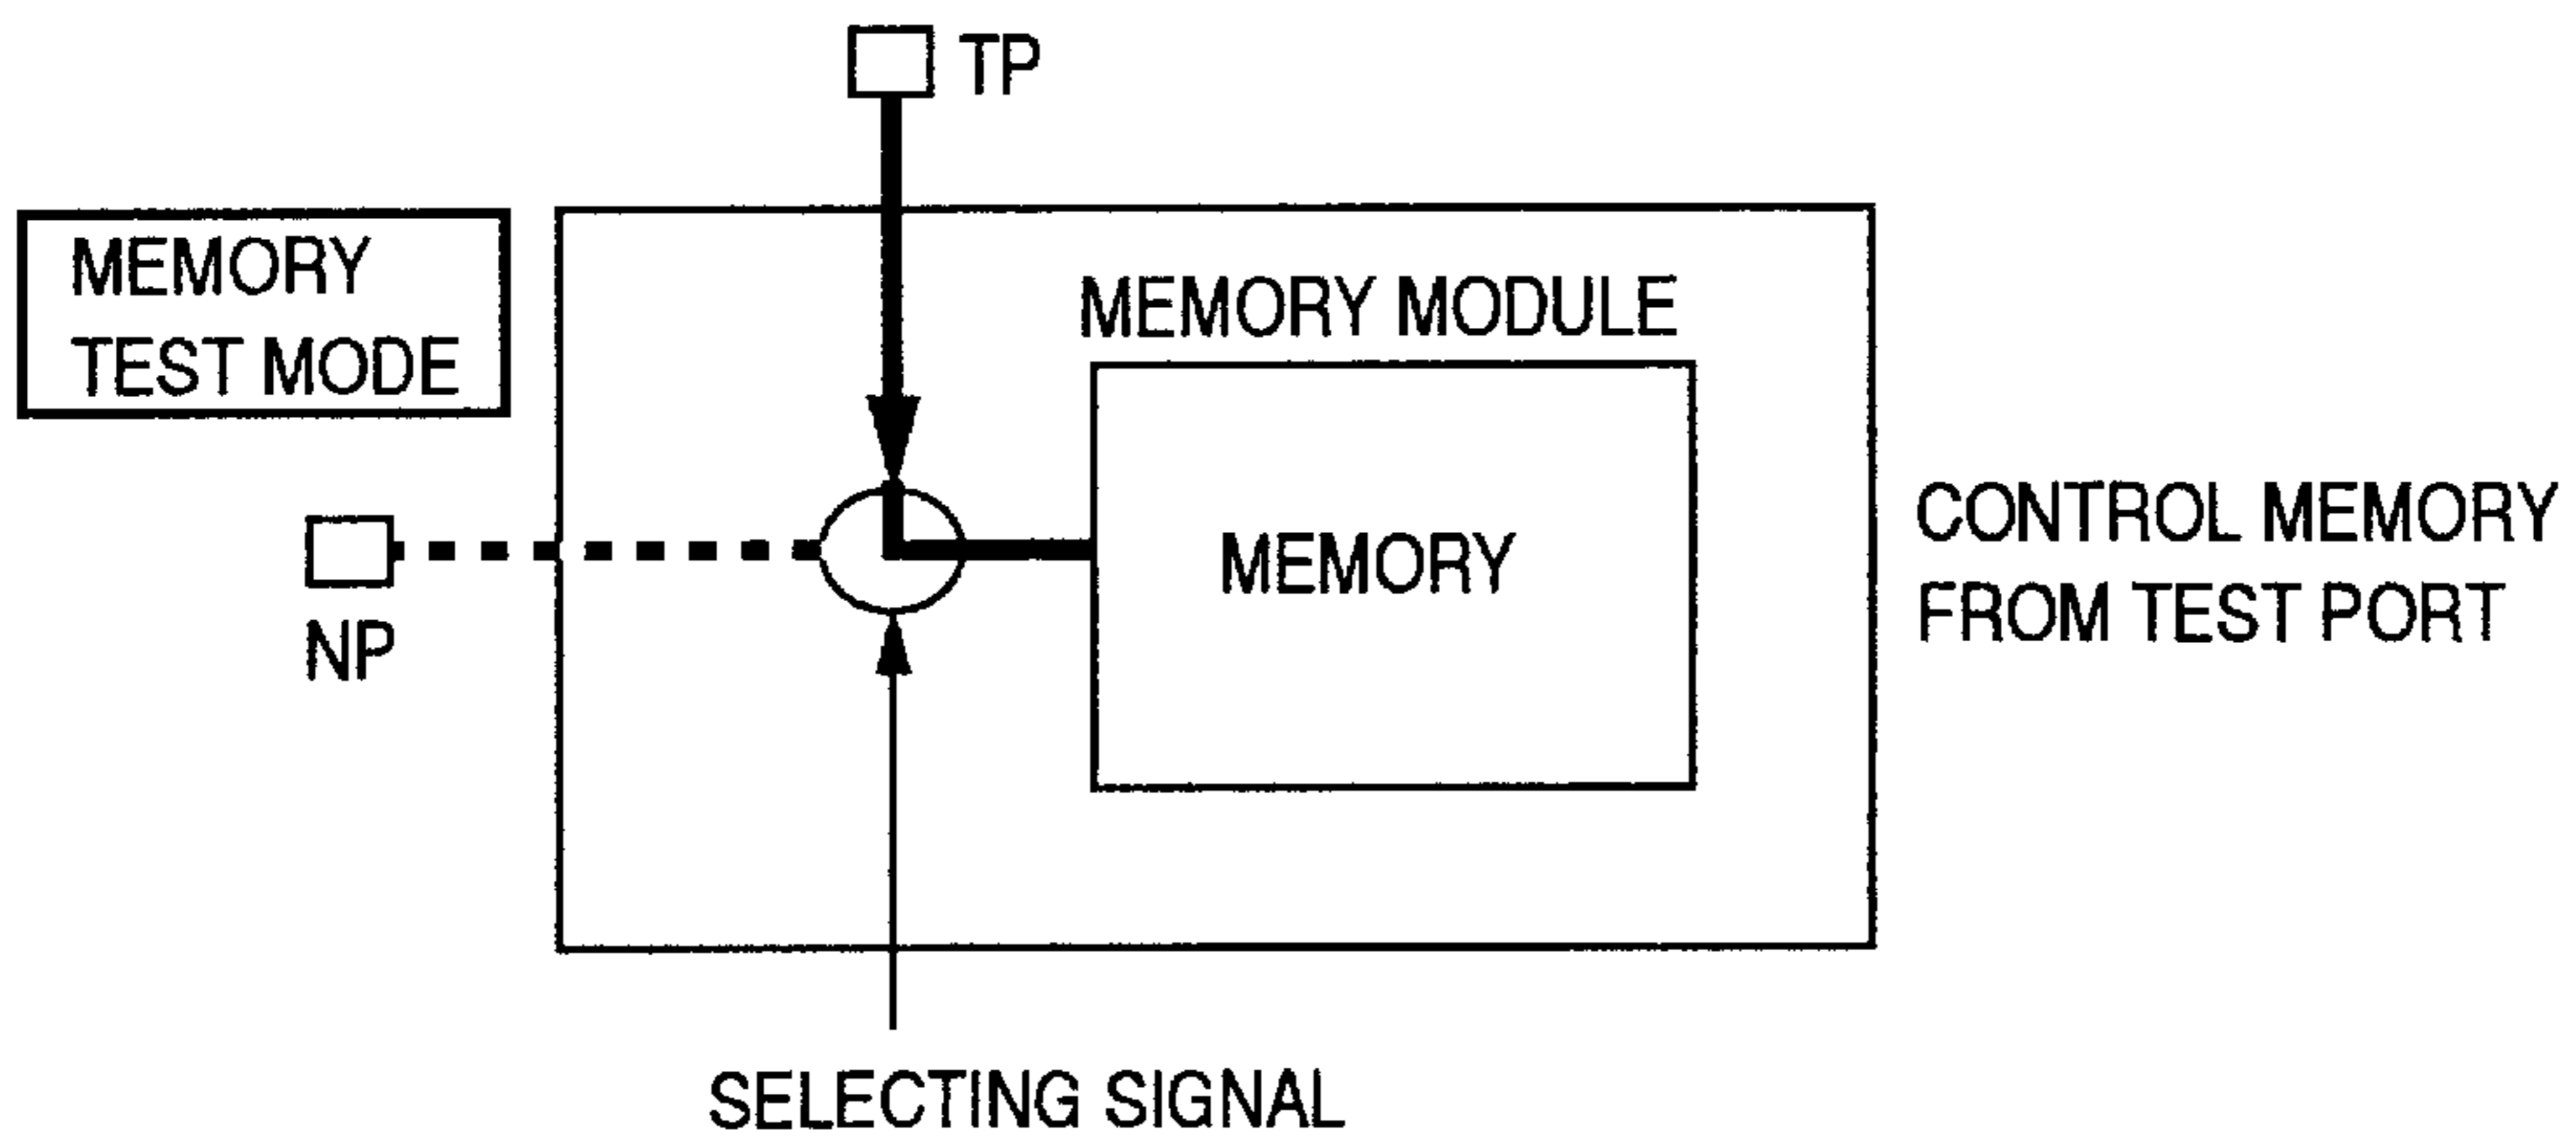 TP
MEMORY
TEST MODE
MEMORY MODULE
MEMORY
CONTROL MEMORY
FROM TEST PORT
NP
SELECTING SIGNAL